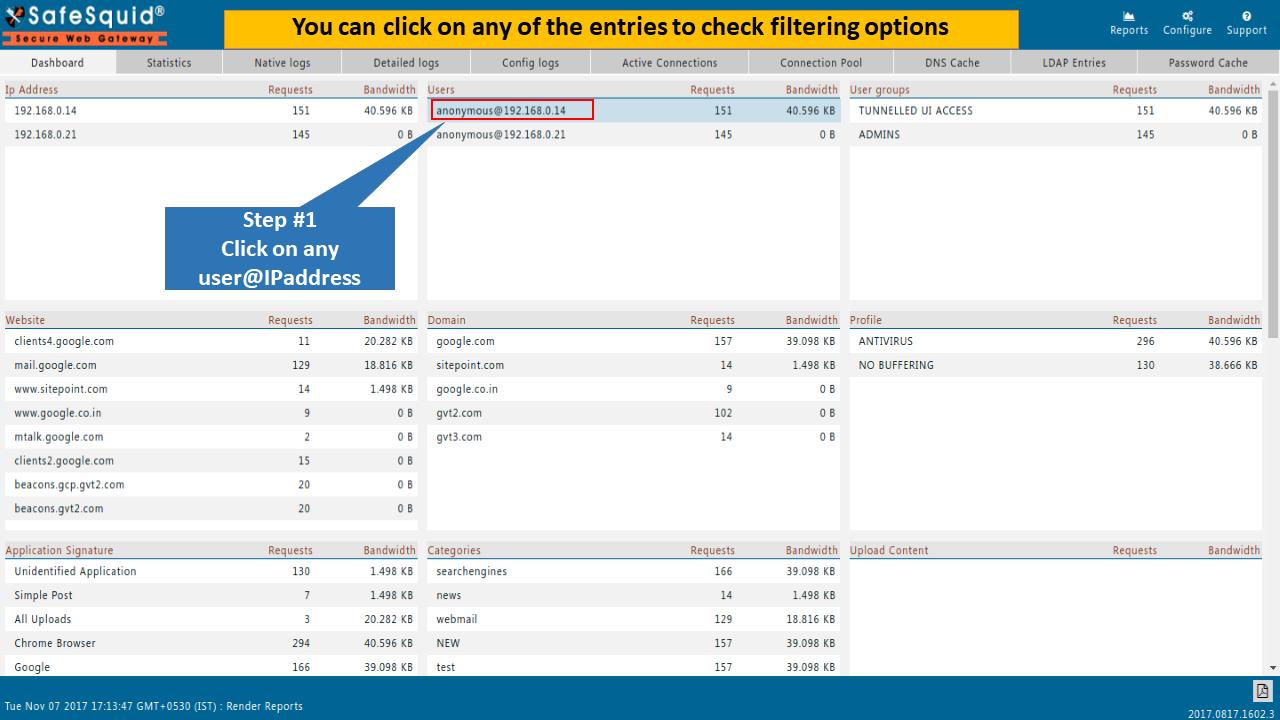 SafeSquid®
Secure Web Gateway
You can click on any of the entries to check filtering options
Reports Configure Support
Dashboard Statistics Native logs Detailed logs Config logs Active Connections Connection Pool DNS Cache LDAP Entries Password Cache
Ip Address Requests Bandwidth
192.168.0.14 151 40.596 KB
192.168.0.21 145 0 B
Users Requests Bandwidth
anonymous@192.168.0.14 151 40.596 KB
anonymous@192.168.0.21 145 0 B
User groups Requests Bandwidth
TUNNELLED UI ACCESS 151 40.596 KB
ADMINS 145 0 B
Step #1
Click on any
user@IPaddress
Website Requests Bandwidth
clients4.google.com 11 20.282 KB
mail.google.com 129 18.816 KB
www.sitepoint.com 14 1.498 KB
www.google.co.in 9 0 B
mtalk.google.com 2 0 B
clients2.google.com 15 0 B
beacons.gcp.gvt2.com 20 0 B
beacons.gvt2.com 20 0 B
Domain Requests Bandwidth
google.com 157 39.098 KB
sitepoint.com 14 1.498 KB
google.co.in 9 0 B
gvt2.com 102 0 B
gvt3.com 14 0 B
Profile Requests Bandwidth
ANTIVIRUS 296 40.596 KB
NO BUFFERING 130 38.666 KB
Application Signature Requests Bandwidth
Unidentified Application 130 1.498 KB
Simple Post 7 1.498 KB
All Uploads 3 20.282 KB
Chrome Browser 294 40.596 KB
Google 166 39.098 KB
Categories Requests Bandwidth
searchengines 166 39.098 KB
news 14 1.498 KB
webmail 129 18.816 KB
NEW 157 39.098 KB
test 157 39.098 KB
Upload Content Requests Bandwidth
Tue Nov 07 2017 17:13:47 GMT+0530 (IST) : Render Reports
2017.0817.1602.3